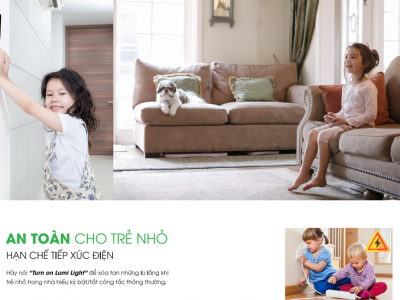 AN TOÀN CHO TRẺ NHỎ
HẠN CHẾ TIẾP XÚC ĐIỆN
Hãy nói "Turn on Lumi Light" để xóa tan những lo lắng khi
trẻ nhỏ trong nhà hiếu kỳ bật/tắt công tắc thông thường.